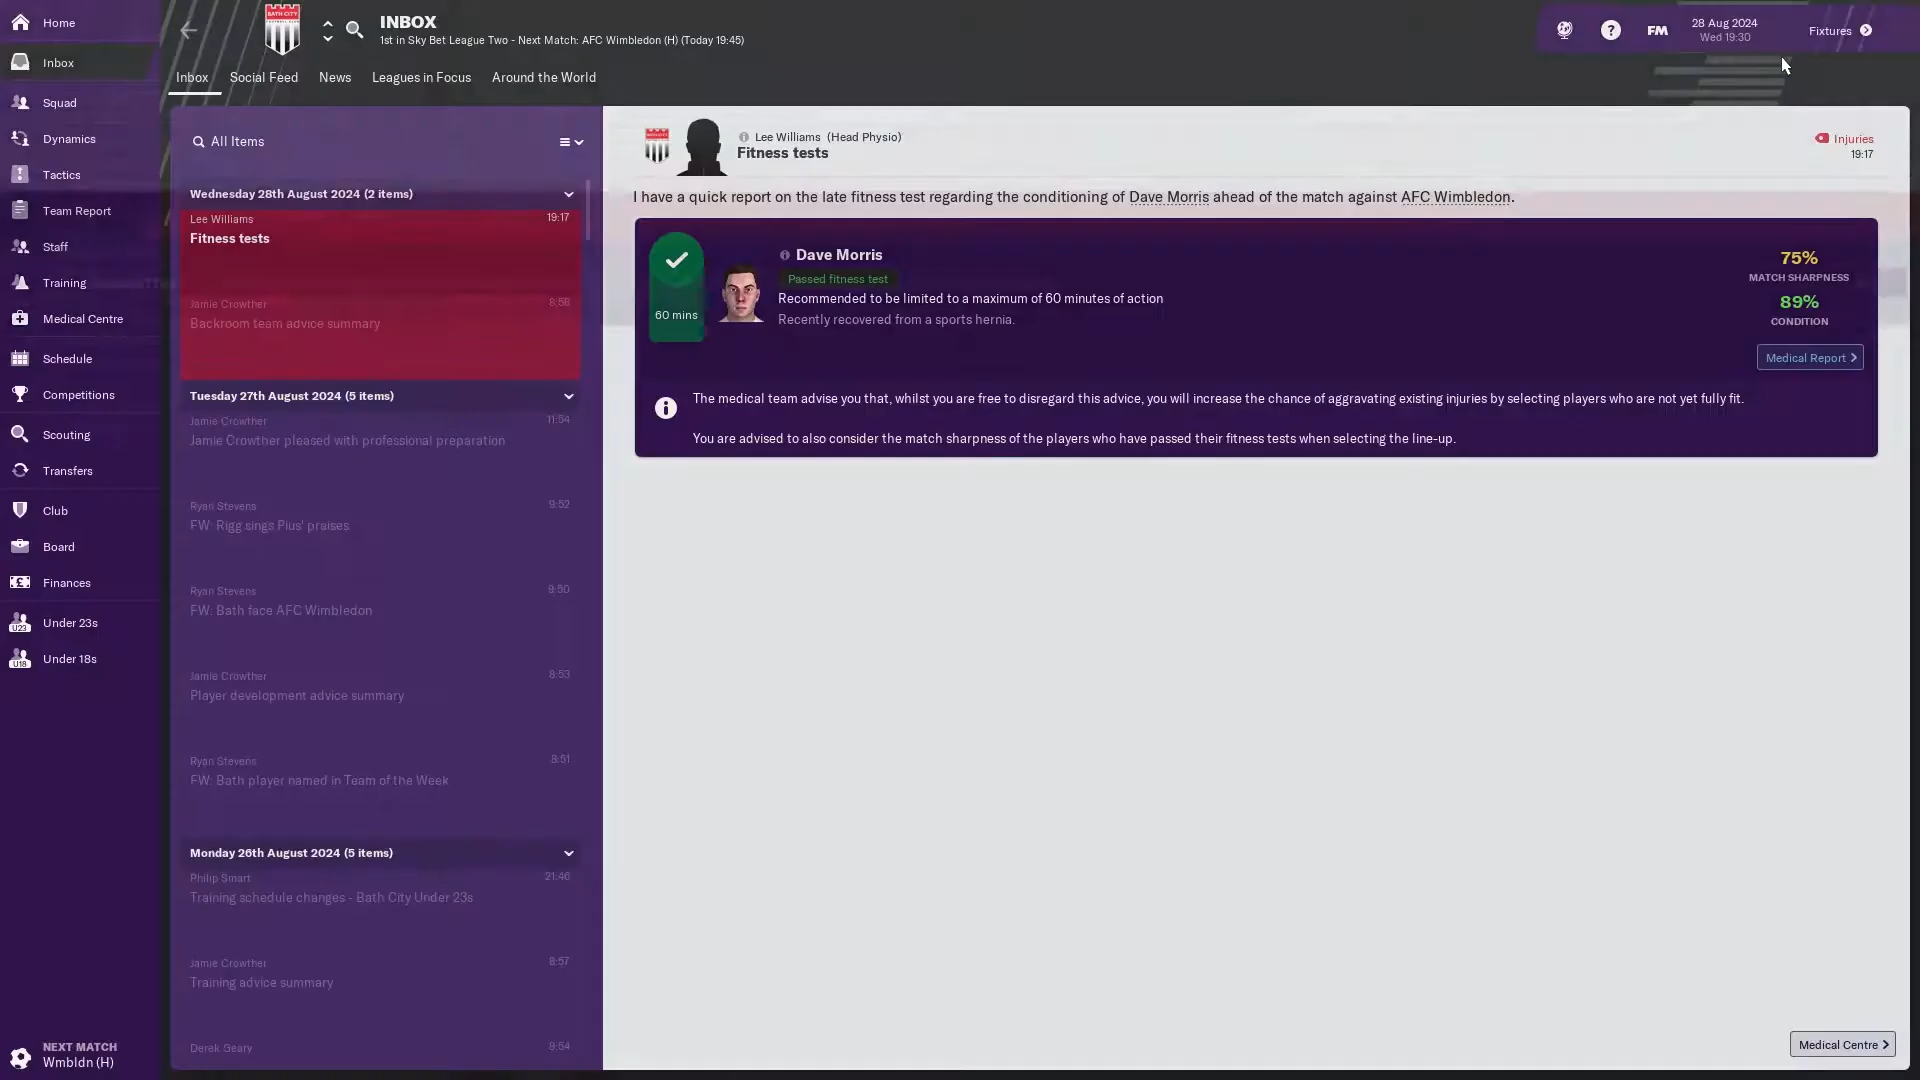 Home
Inbox
Squad
Dynamics
Tactics
Team Report
Staff
Training
Medical Centre
Schedule
Competitions
Scouting
Transfers
Club
Board
Finances
U23
Under 23s
U18
Under 18s
NEXT MATCH
Wmbldn (H)
BATH CITY
INBOX
1st in Sky Bet League Two - Next Match: AFC Wimbledon (H) (Today 19:45)
FM
28 Aug 2024
Wed 19:30
Fixtures
Inbox
Social Feed
News
Leagues in Focus
Around the World
All Items
Wednesday 28th August 2024 (2 items)
Lee Williams 19:17
Fitness tests
Jamie Crowther 8:58
Backroom team advice summary
Tuesday 27th August 2024 (5 items)
Jamie Crowther 11:54
Jamie Crowther pleased with professional preparation
Ryan Stevens 9:52
FW: Rigg sings Pius' praises
Ryan Stevens 9:50
FW: Bath face AFC Wimbledon
Jamie Crowther 8:53
Player development advice summary
Ryan Stevens 8:51
FW: Bath player named in Team of the Week
Monday 26th August 2024 (5 items)
Philip Smart 21:46
Training schedule changes - Bath City Under 23s
Jamie Crowther 8:57
Training advice summary
Derek Geary 9:54
Lee Williams (Head Physio)
Fitness tests
Injuries
19:17
I have a quick report on the late fitness test regarding the conditioning of Dave Morris ahead of the match against AFC Wimbledon.
60 mins
Dave Morris
Passed fitness test
Recommended to be limited to a maximum of 60 minutes of action
Recently recovered from a sports hernia.
75%
MATCH SHARPNESS
89%
CONDITION
Medical Report
The medical team advise you that, whilst you are free to disregard this advice, you will increase the chance of aggravating existing injuries by selecting players who are not yet fully fit.
You are advised to also consider the match sharpness of the players who have passed their fitness tests when selecting the line-up.
Medical Centre